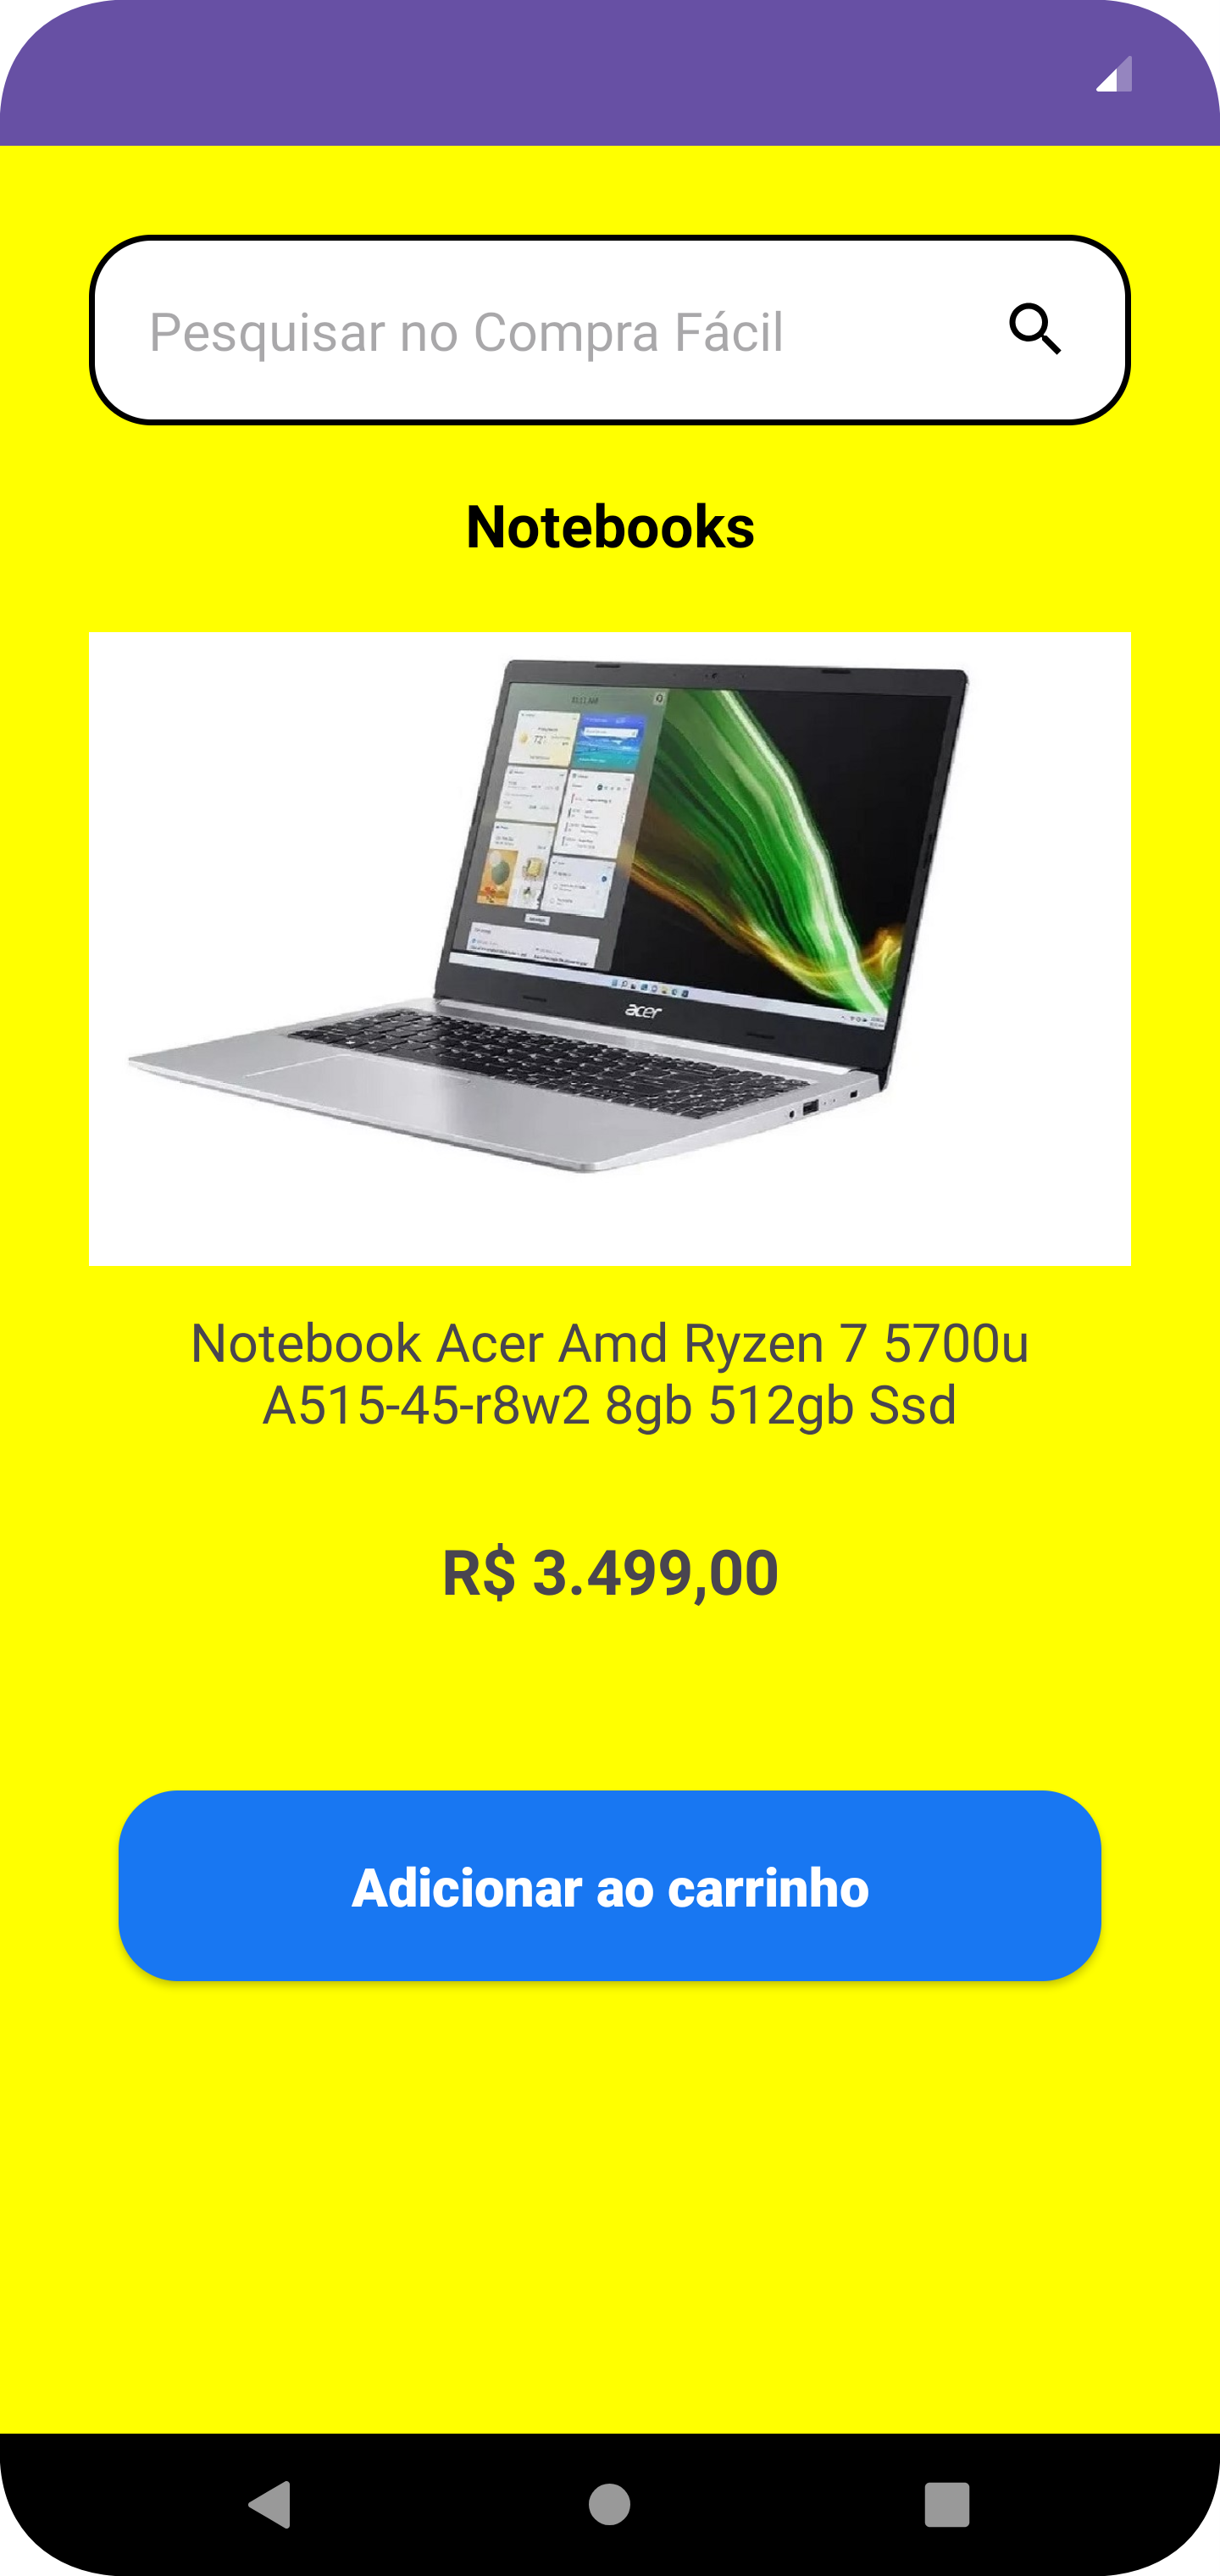 Pesquisar no Compra Fácil
Notebooks
acer
Notebook Acer Amd Ryzen 7 5700u
A515-45-r8w2 8gb 512gb Ssd
R$ 3.499,00
Adicionar ao carrinho